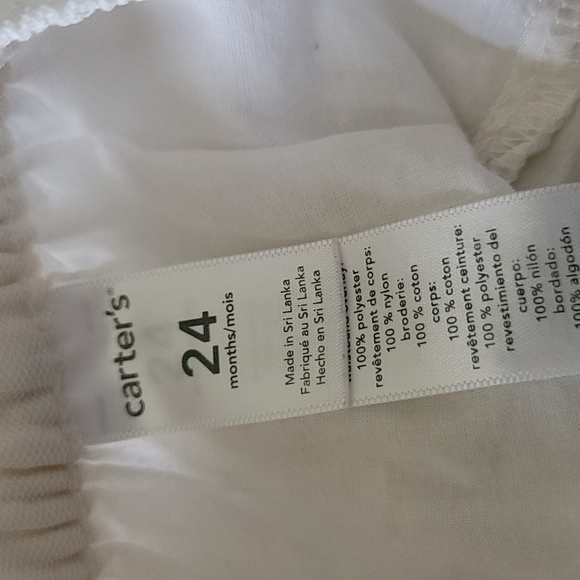 carter's
24
months/mois
Made in Sri Lanka
Fabriqué au Sri Lanka
Hecho en Sri Lanka
100% polyester
revêtement de corps:
100 % nylon
broderie:
100 % coton
corps:
100 % coton
revêtement ceinture:
100 % polyester
revestimiento del
cuerpo:
100% nilón
bordado:
100% algodón